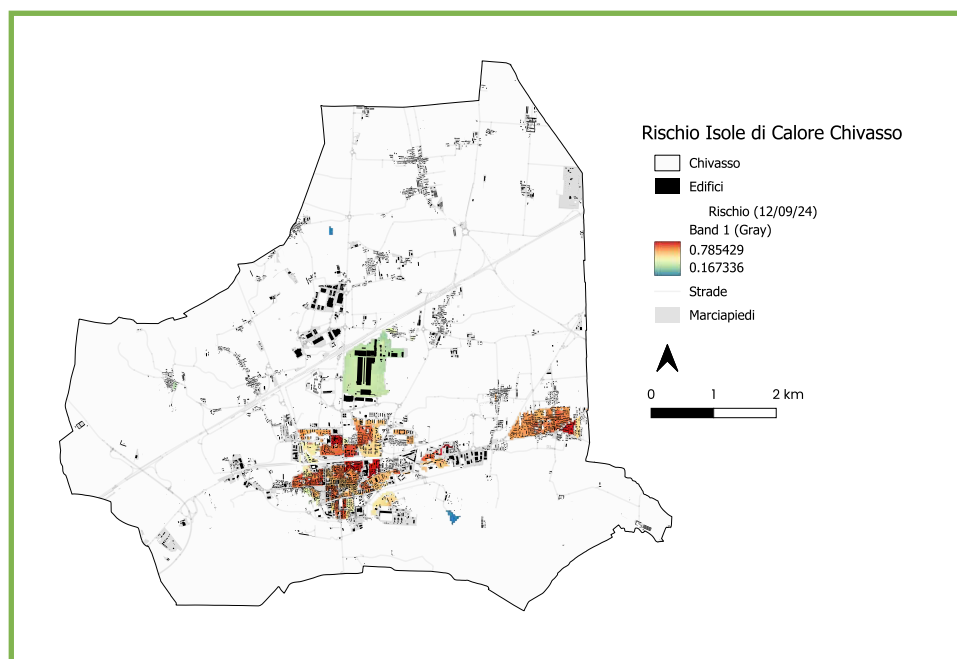 Rischio Isole di Calore Chivasso
Chivasso
Edifici
Rischio (12/09/24)
Band 1 (Gray)
0.785429
0.167336
Strade
Marciapiedi
0 1 2 km